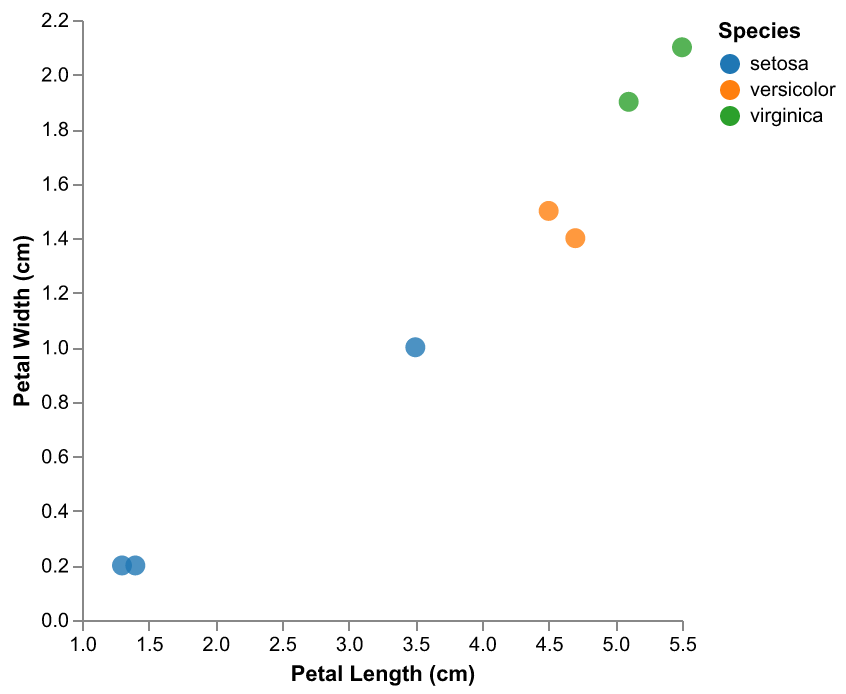 2.2
2.0
1.8
1.6
1.4
1.2
1.0
0.8
0.6
0.4
0.2
0.0
Petal Width (cm)
1.0 1.5 2.0 2.5 3.0 3.5 4.0 4.5 5.0 5.5
Petal Length (cm)
Species
setosa
versicolor
virginica